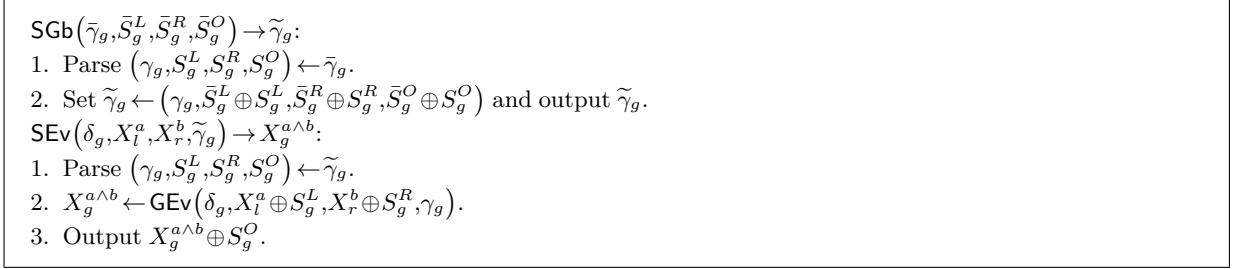 SGb(γ̄_g, S̄_g^L, S̄_g^R, S̄_g^O) → γ̃_g:
1. Parse (γ_g, S_g^L, S_g^R, S_g^O) ← γ̄_g.
2. Set γ̃_g ← (γ_g, S̄_g^L ⊕ S_g^L, S̄_g^R ⊕ S_g^R, S̄_g^O ⊕ S_g^O) and output γ̃_g.
SEv(δ_g, X_l^a, X_r^b, γ̃_g) → X_g^{a∧b}:
1. Parse (γ_g, S_g^L, S_g^R, S_g^O) ← γ̃_g.
2. X_g^{a∧b} ← GEv(δ_g, X_l^a ⊕ S_g^L, X_r^b ⊕ S_g^R, γ_g).
3. Output X_g^{a∧b} ⊕ S_g^O.